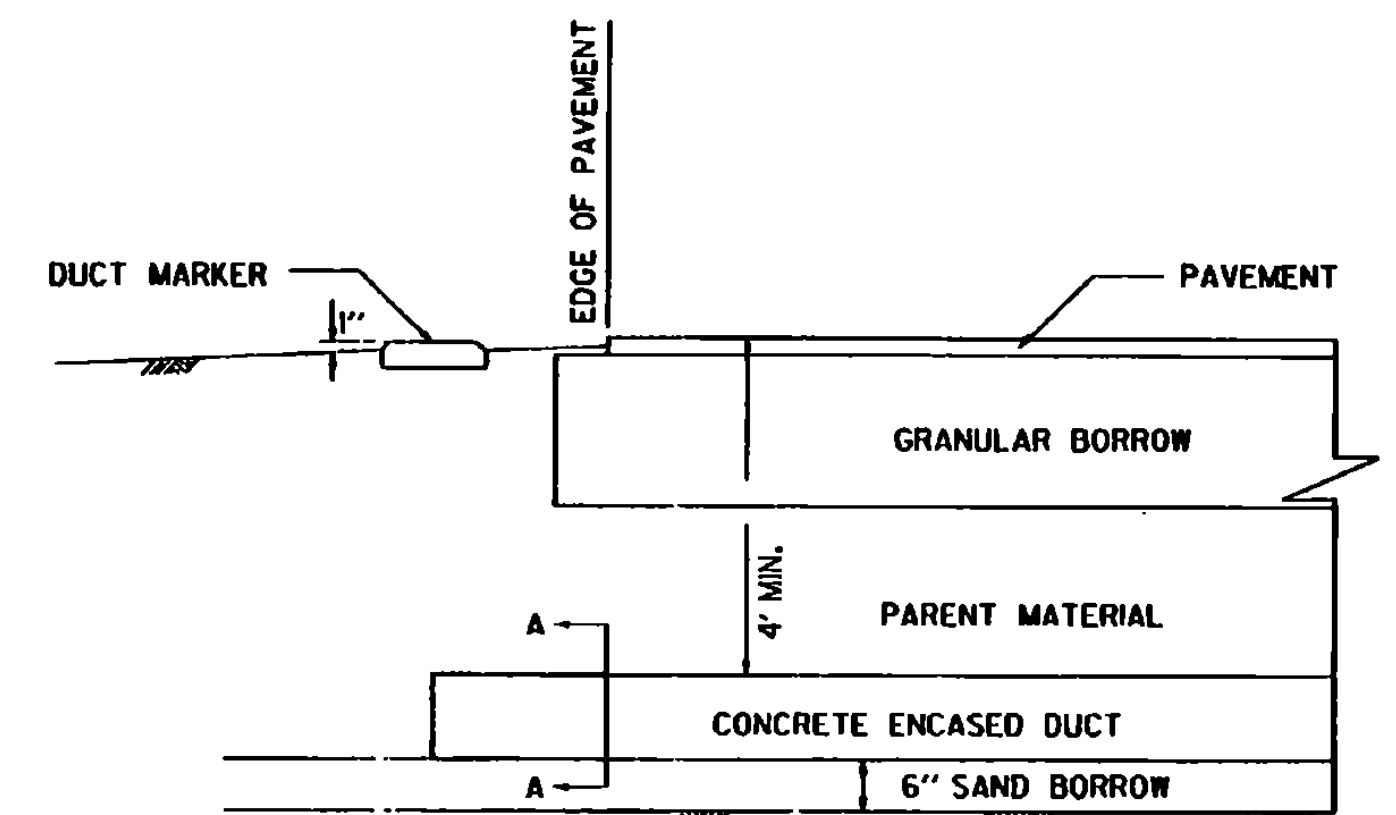 EDGE OF PAVEMENT
DUCT MARKER
1"
PAVEMENT
GRANULAR BORROW
4' MIN.
PARENT MATERIAL
A
CONCRETE ENCASED DUCT
A
6" SAND BORROW